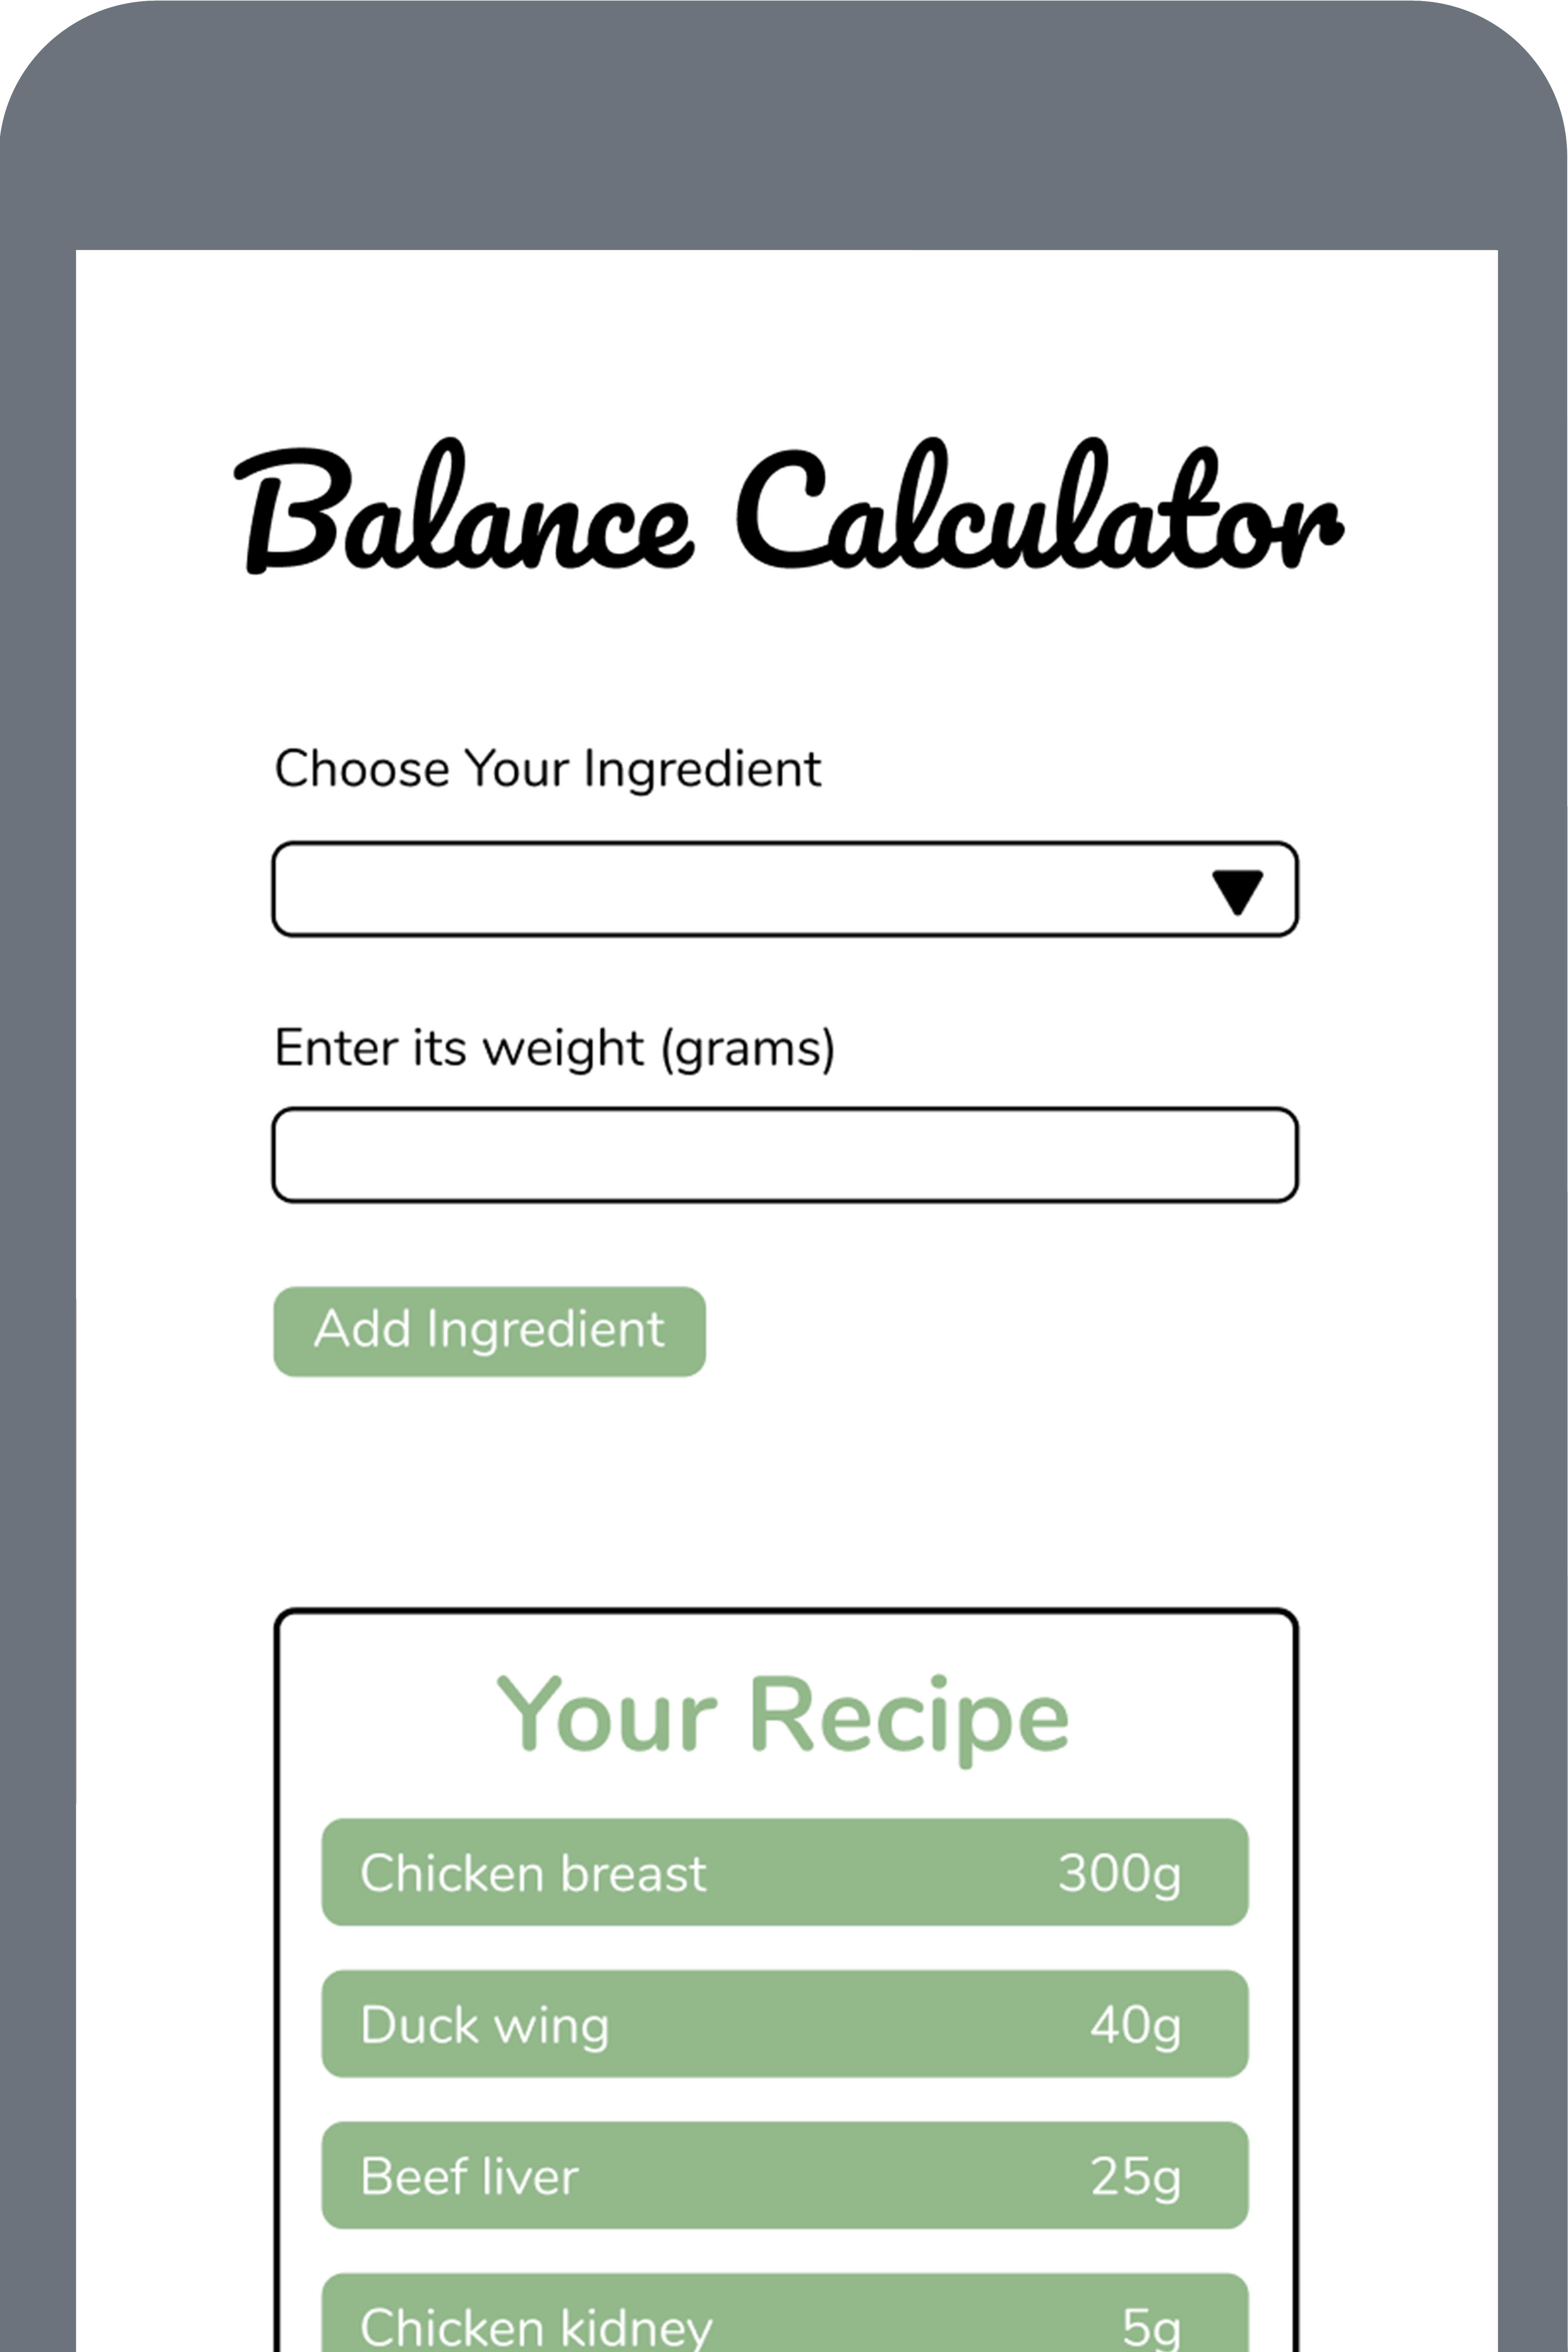 Balance Calculator
Choose Your Ingredient
Enter its weight (grams)
Add Ingredient
Your Recipe
Chicken breast 300g
Duck wing 40g
Beef liver 25g
Chicken kidney 5g